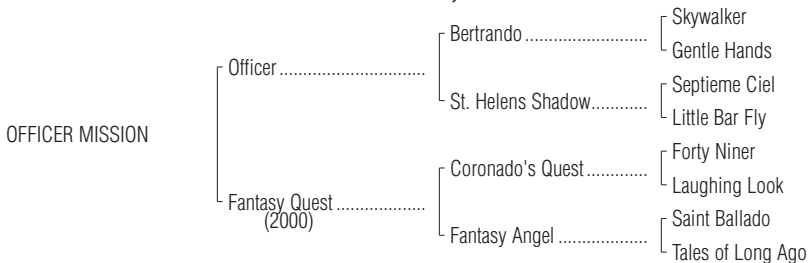 Skywalker
Bertrando
Gentle Hands
Officer
Septieme Ciel
St. Helens Shadow
Little Bar Fly
OFFICER MISSION
Forty Niner
Coronado's Quest
Laughing Look
Fantasy Quest
(2000)
Saint Ballado
Fantasy Angel
Tales of Long Ago